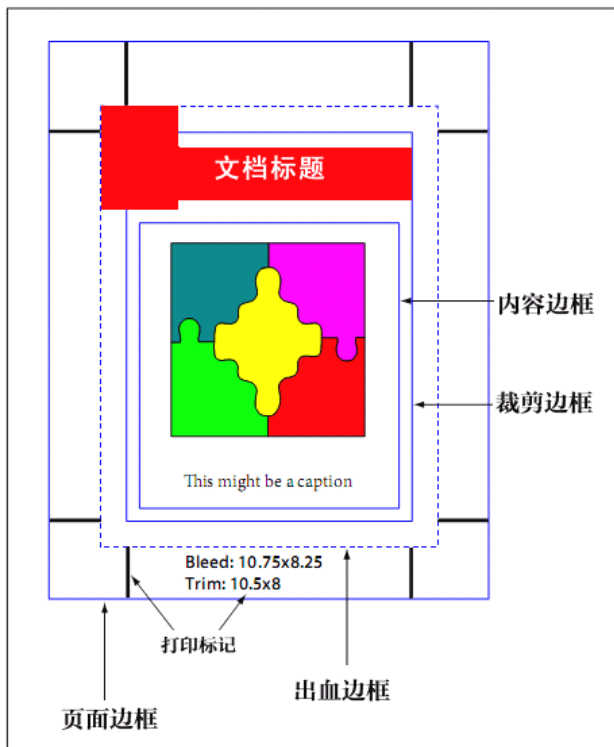 文档标题
内容边框
裁剪边框
This might be a caption
Bleed: 10.75x8.25
Trim: 10.5x8
打印标记
出血边框
页面边框